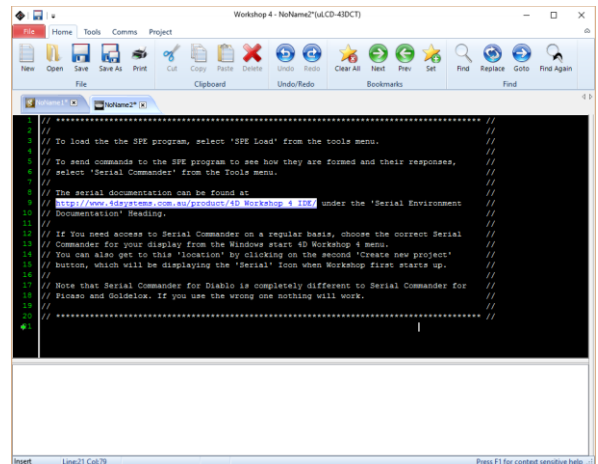 Workshop 4 - NoName2*(uLCD-43DCT)
File Home Tools Comms Project
New Open Save Save As Print Cut Copy Paste Delete Undo Redo Clear All Next Prev Set Find Replace Goto Find Again
File Clipboard Undo/Redo Bookmarks Find
NoName1* NoName2*
1 // ******************************************************************************** //
2 // //
3 // To load the the SPE program, select 'SPE Load' from the tools menu. //
4 // //
5 // To send commands to the SPE program to see how they are formed and their responses, //
6 // select 'Serial Commander' from the Tools menu. //
7 // //
8 // The serial documentation can be found at //
9 // http://www.4dsystems.com.au/product/4D_Workshop_4_IDE/ under the 'Serial Environment //
10 // Documentation' Heading. //
11 // //
12 // If You need access to Serial Commander on a regular basis, choose the correct Serial //
13 // Commander for your display from the Windows start 4D Workshop 4 menu. //
14 // You can also get to this 'location' by clicking on the second 'Create new project' //
15 // button, which will be displaying the 'Serial' Icon when Workshop first starts up. //
16 // //
17 // Note that Serial Commander for Diablo is completely different to Serial Commander for //
18 // Picaso and Goldelox. If you use the wrong one nothing will work. //
19 // //
20 // ******************************************************************************** //
Insert Line:21 Col:79 Press F1 for context sensitive help